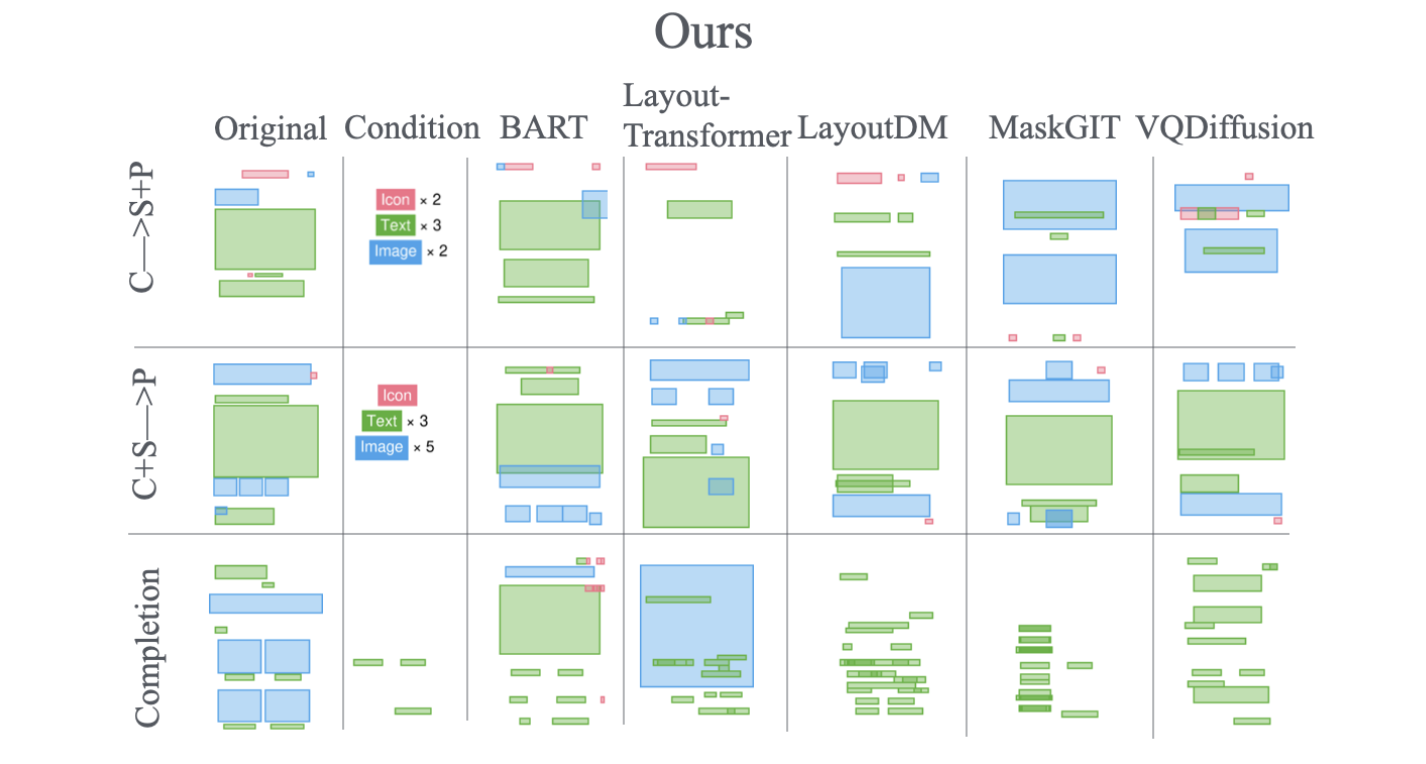 Ours
Original Condition BART Layout-
Transformer LayoutDM MaskGIT VQDiffusion
C—>S+P
Icon × 2
Text × 3
Image × 2
C+S—>P
Icon
Text × 3
Image × 5
Completion